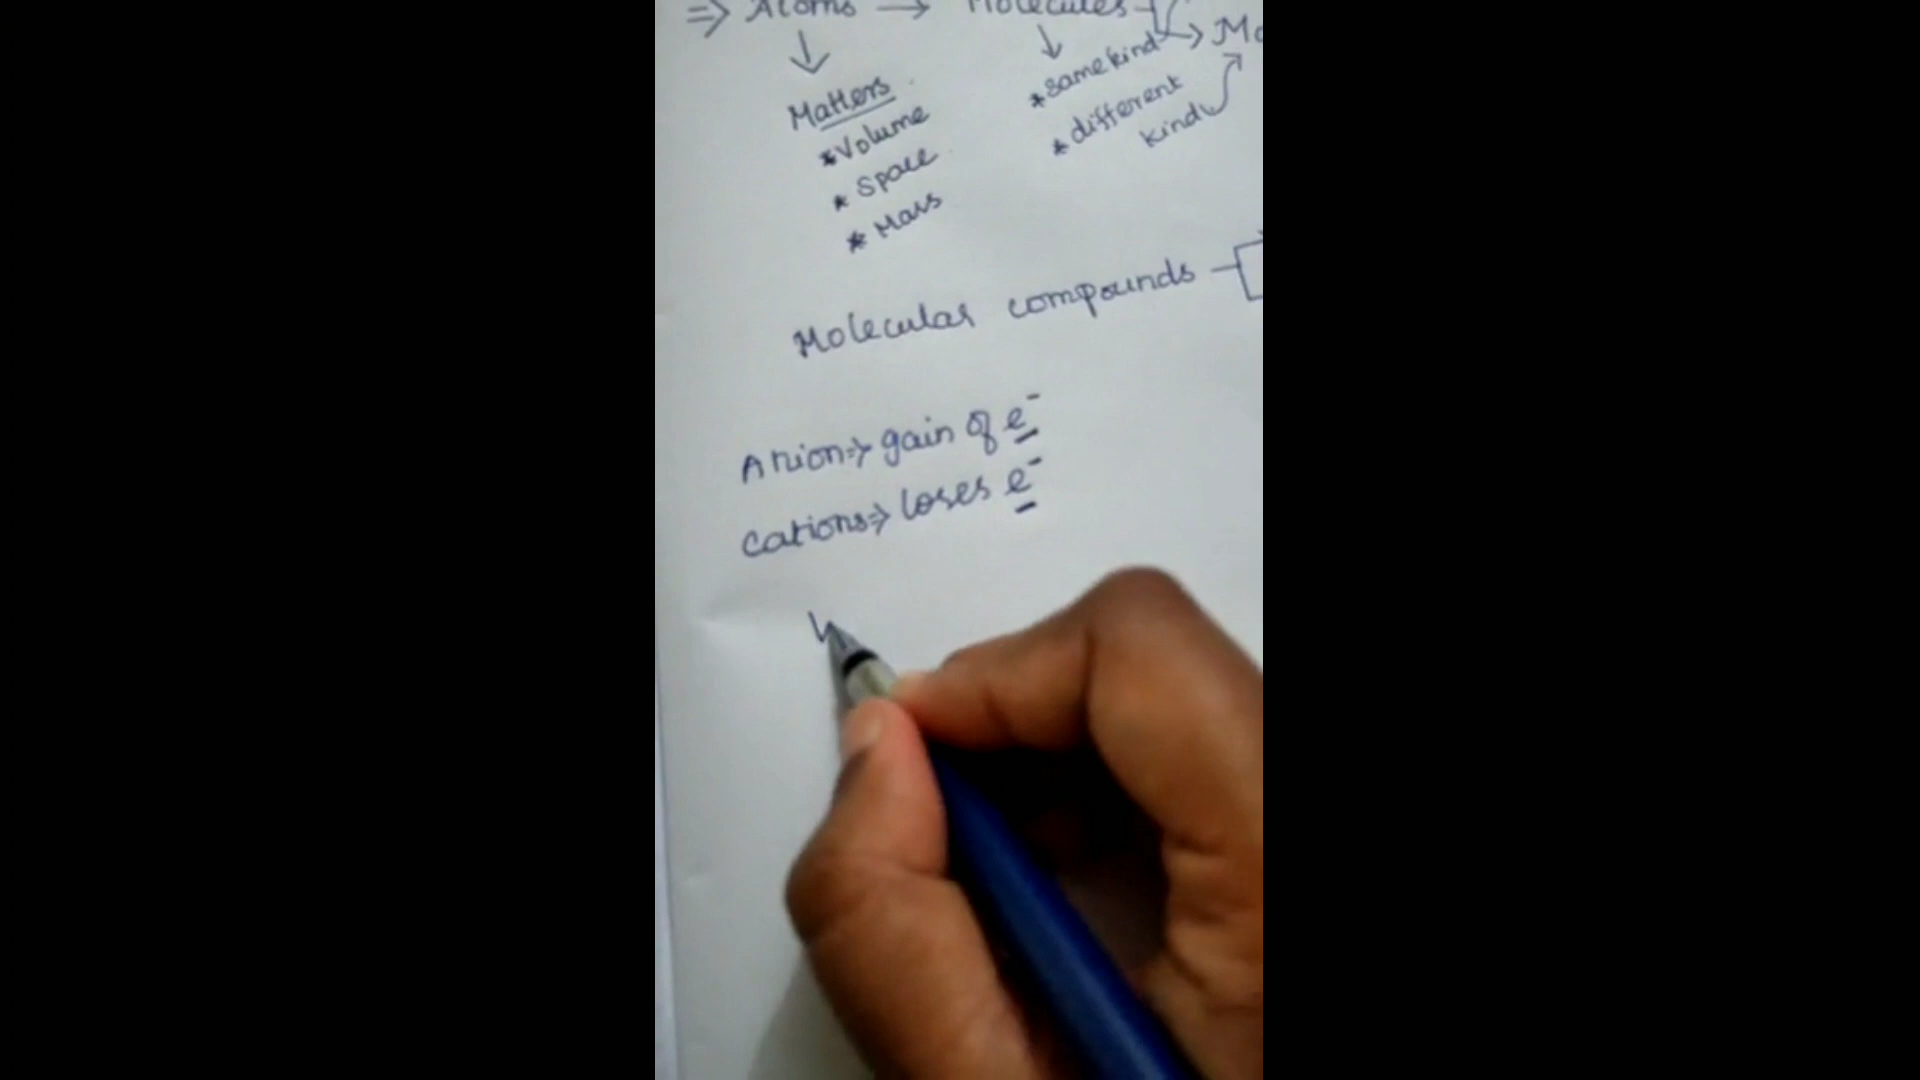 ⇒ Atoms → Molecules
↓ ↓
Matters
*Volume
* Space
* Mass
* same kind →
* different
kind
Molecular compounds
Anion ⇒ gain of e⁻
Cations ⇒ loses e⁻